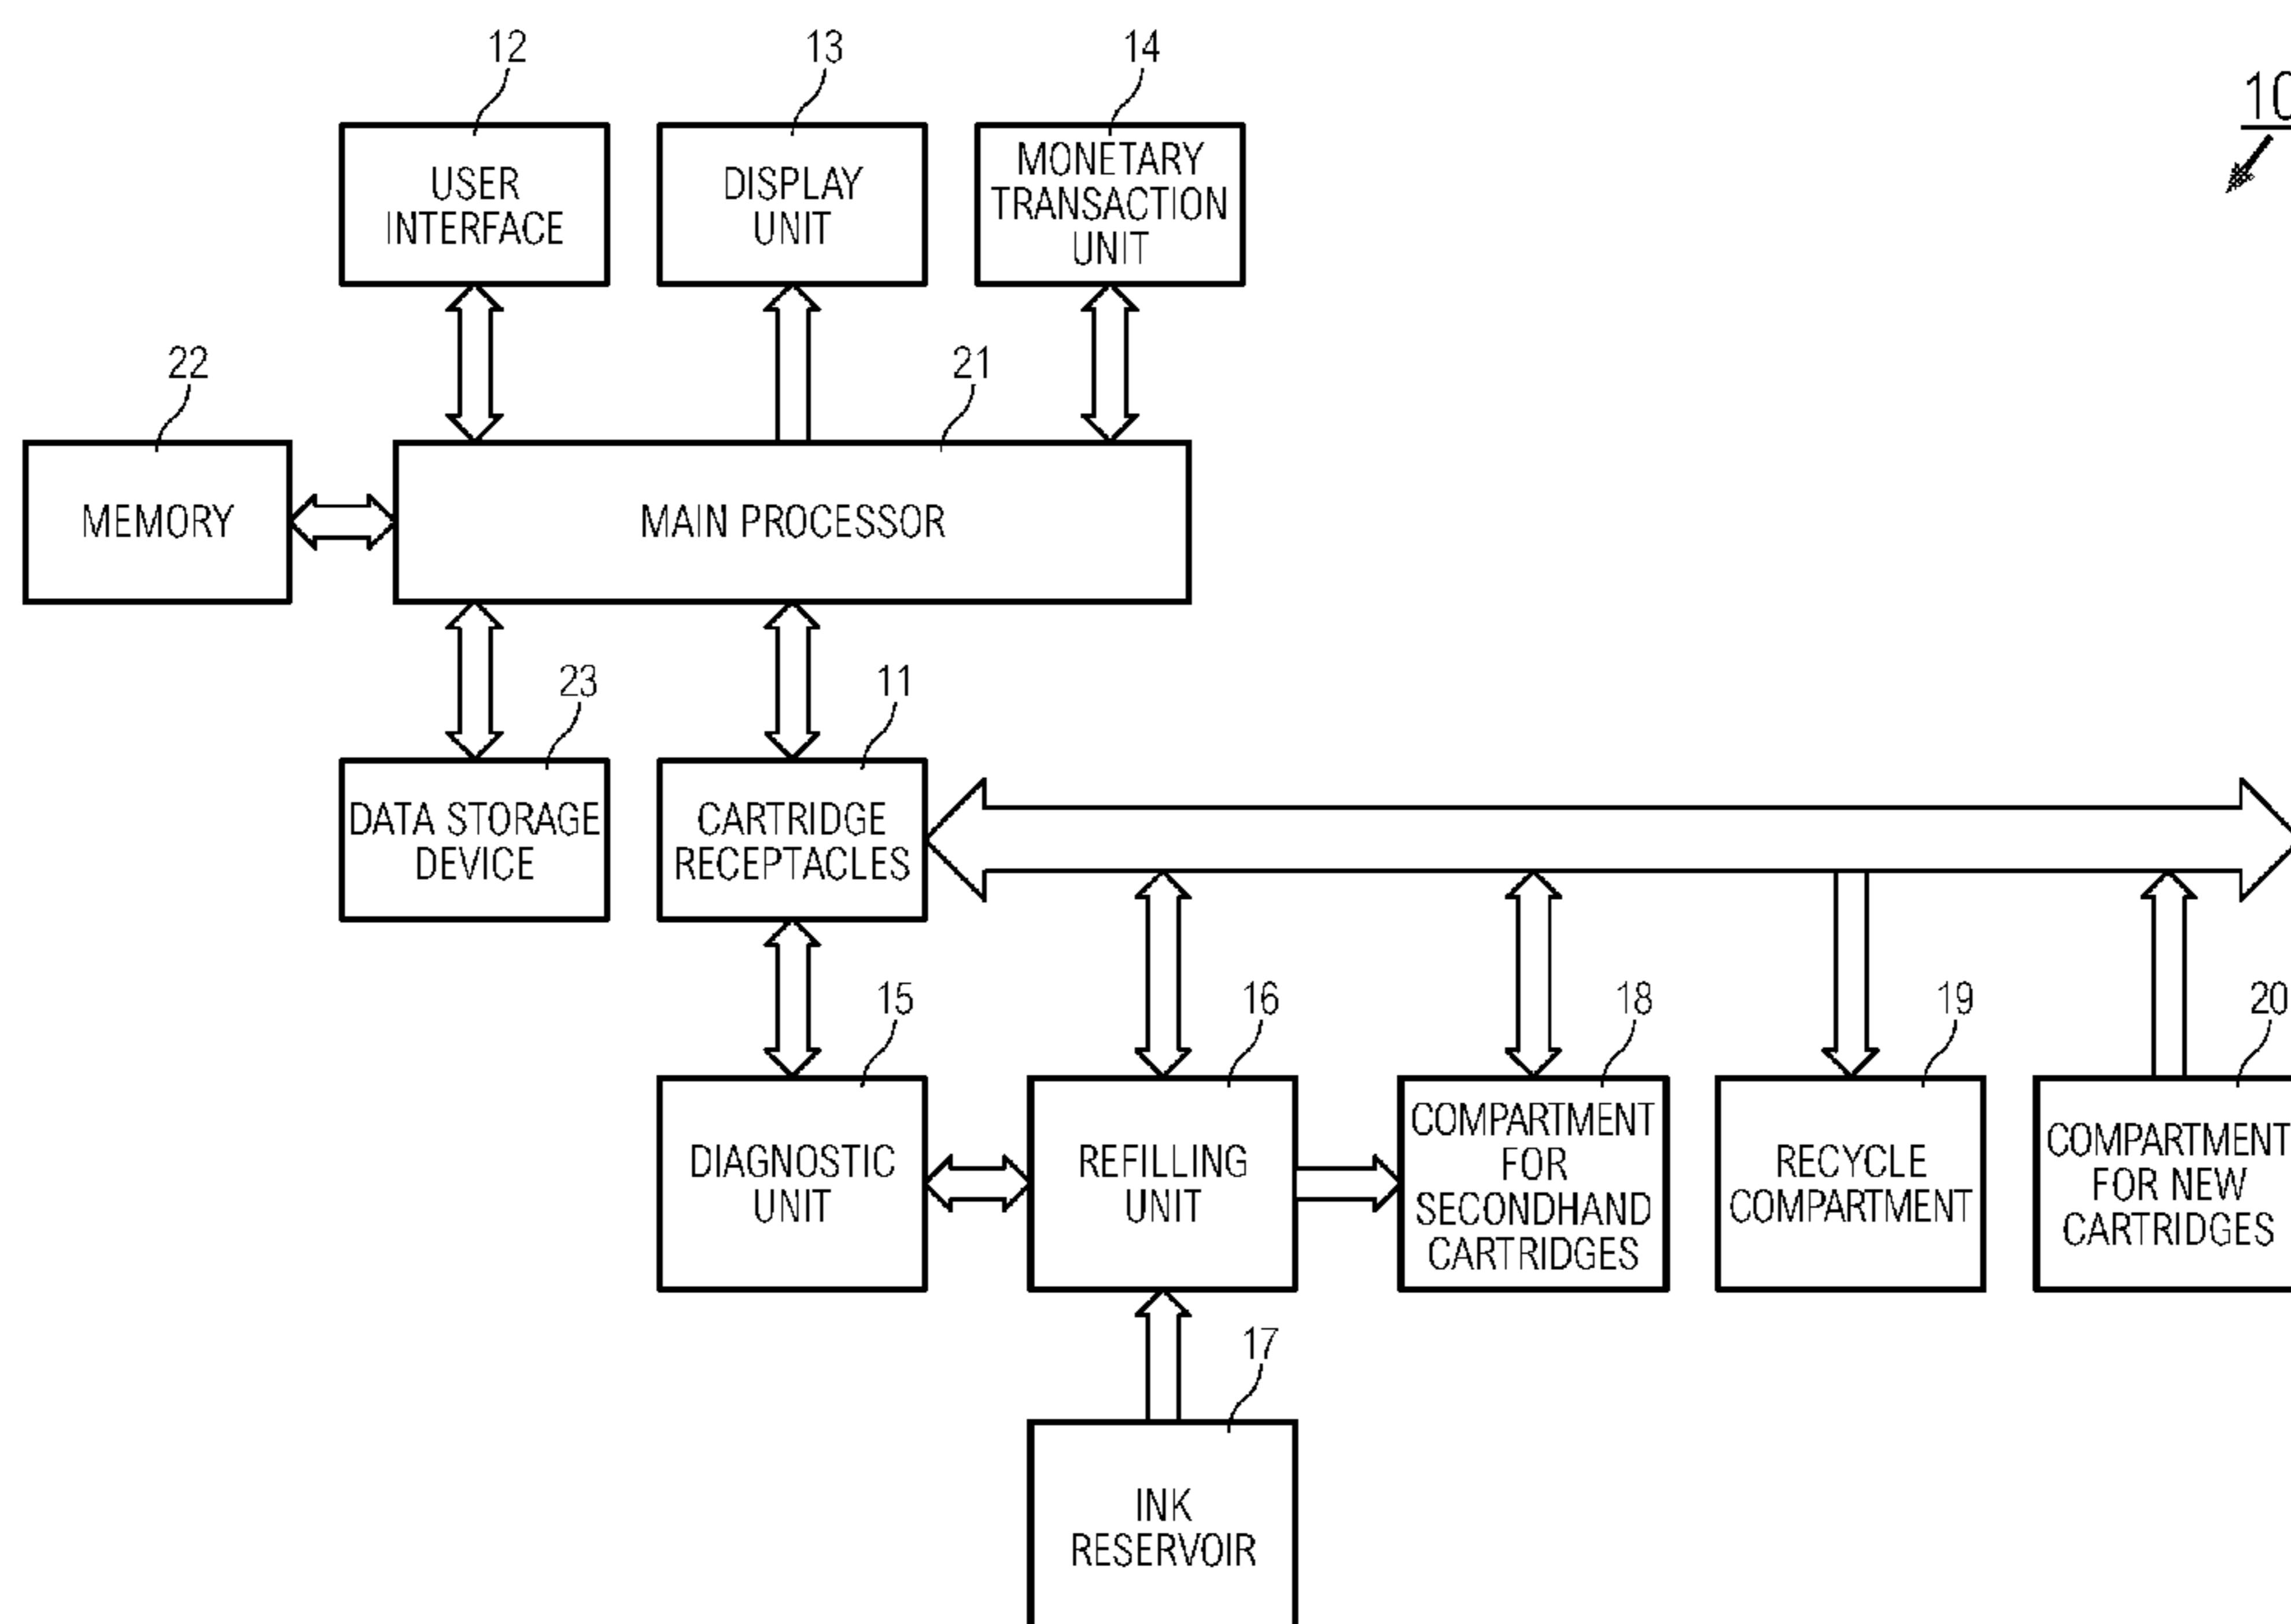 12
13
14
10
USER
INTERFACE
DISPLAY
UNIT
MONETARY
TRANSACTION
UNIT
22
21
MEMORY
MAIN PROCESSOR
23
11
DATA STORAGE
DEVICE
CARTRIDGE
RECEPTACLES
15
16
18
19
20
DIAGNOSTIC
UNIT
REFILLING
UNIT
COMPARTMENT
FOR
SECONDHAND
CARTRIDGES
RECYCLE
COMPARTMENT
COMPARTMENT
FOR NEW
CARTRIDGES
17
INK
RESERVOIR